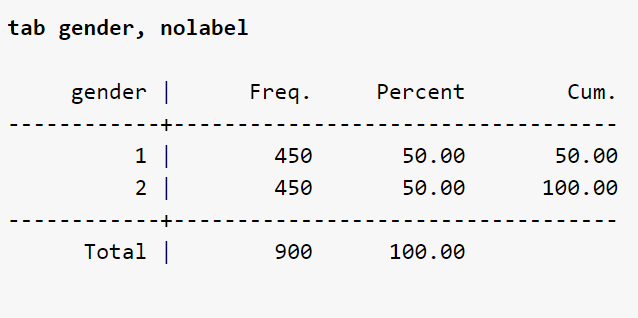 tab gender, nolabel
gender | Freq. Percent Cum.
------------+-----------------------------------
1 | 450 50.00 50.00
2 | 450 50.00 100.00
------------+-----------------------------------
Total | 900 100.00